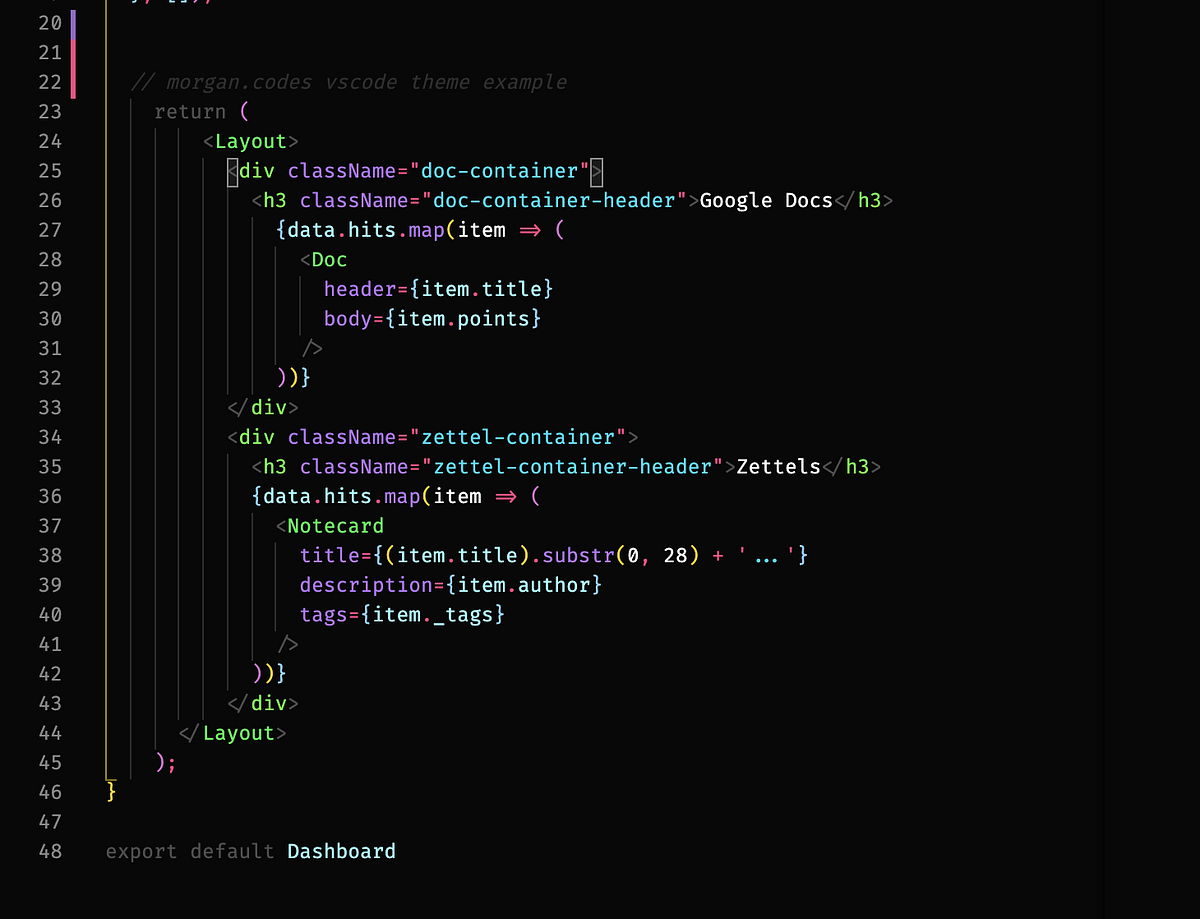 20
21
22 // morgan.codes vscode theme example
23 return (
24 <Layout>
25 <div className="doc-container">
26 <h3 className="doc-container-header">Google Docs</h3>
27 {data.hits.map(item => (
28 <Doc
29 header={item.title}
30 body={item.points}
31 />
32 ))}
33 </div>
34 <div className="zettel-container">
35 <h3 className="zettel-container-header">Zettels</h3>
36 {data.hits.map(item => (
37 <Notecard
38 title={(item.title).substr(0, 28) + '...'}
39 description={item.author}
40 tags={item._tags}
41 />
42 ))}
43 </div>
44 </Layout>
45 );
46 }
47
48 export default Dashboard